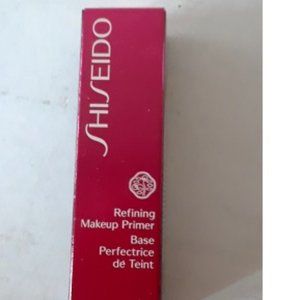 SHISEIDO
Refining
Makeup Primer
Base
Perfectrice
de Teint